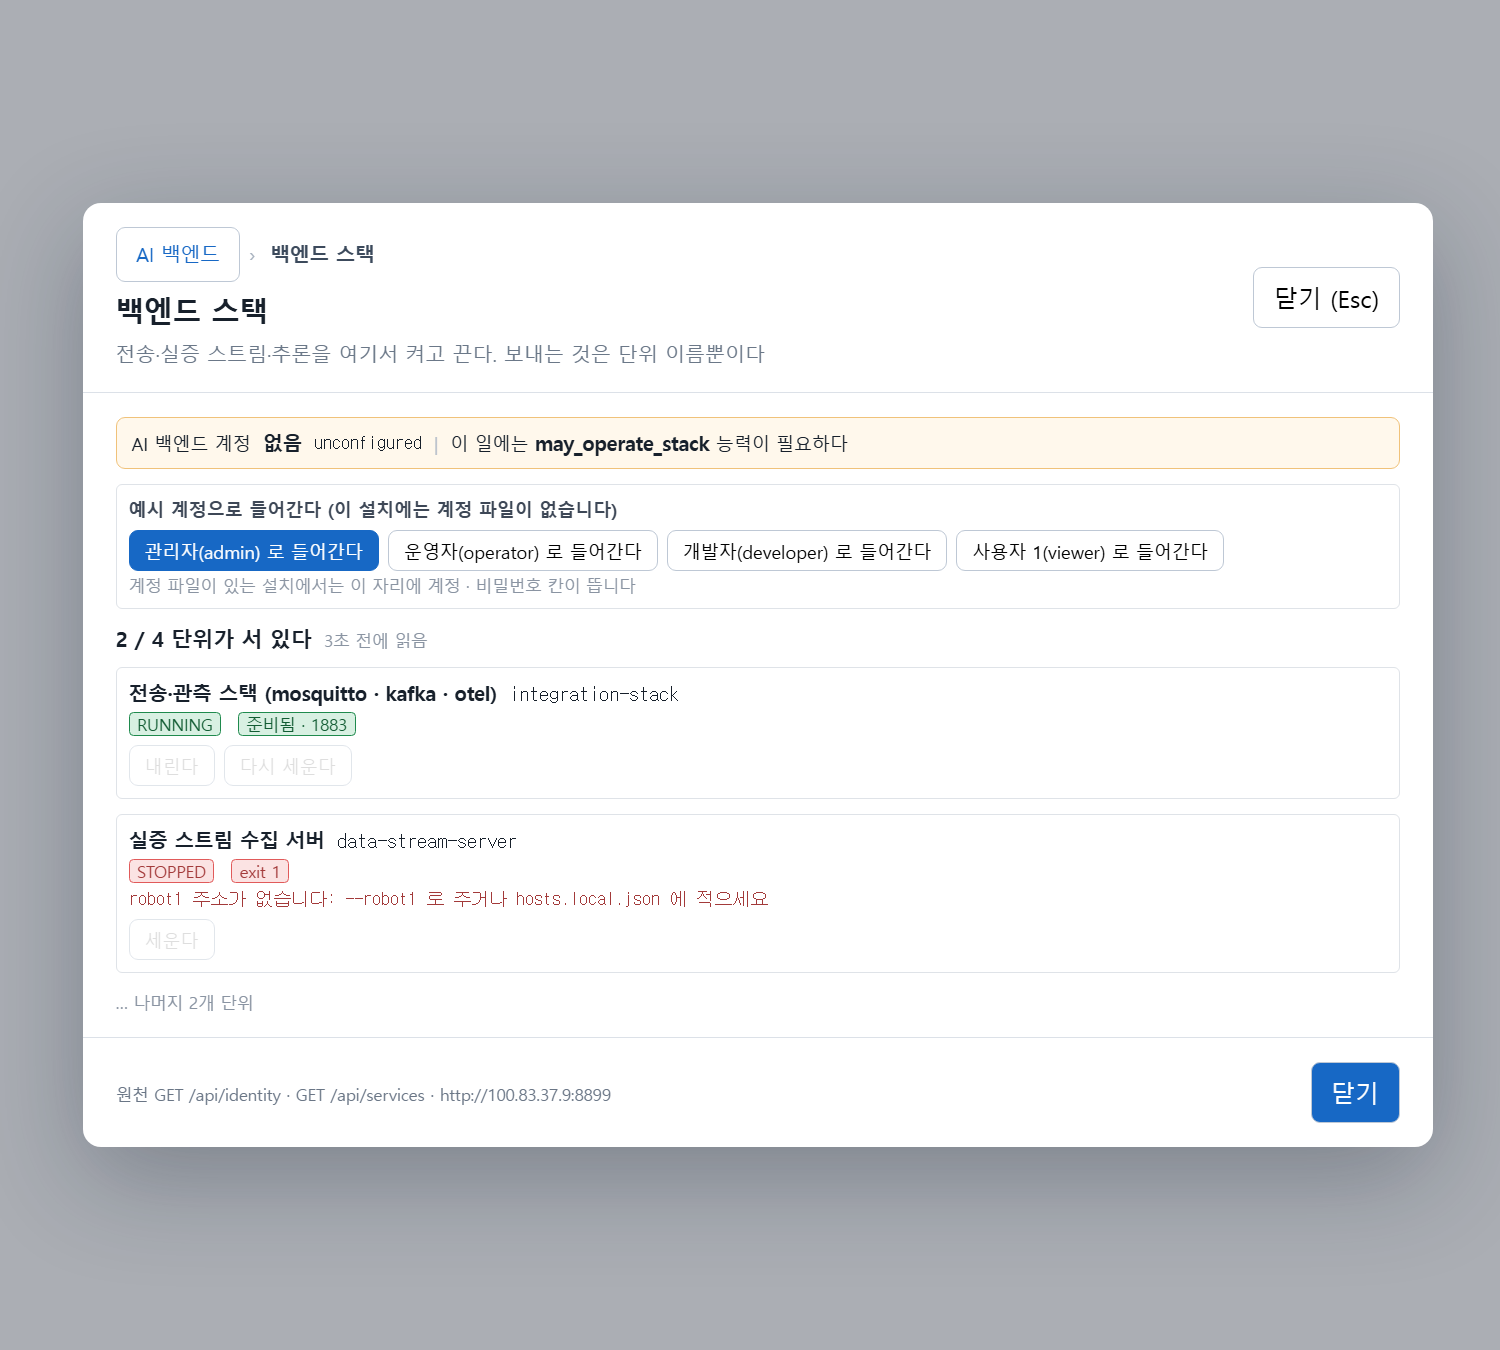 AI 백엔드 › 백엔드 스택
백엔드 스택
닫기 (Esc)
전송·실증 스트림·추론을 여기서 켜고 끈다. 보내는 것은 단위 이름뿐이다
AI 백엔드 계정 없음 unconfigured | 이 일에는 may_operate_stack 능력이 필요하다
예시 계정으로 들어간다 (이 설치에는 계정 파일이 없습니다)
관리자(admin) 로 들어간다 운영자(operator) 로 들어간다 개발자(developer) 로 들어간다 사용자 1(viewer) 로 들어간다
계정 파일이 있는 설치에서는 이 자리에 계정 · 비밀번호 칸이 뜹니다
2 / 4 단위가 서 있다 3초 전에 읽음
전송·관측 스택 (mosquitto · kafka · otel) integration-stack
RUNNING 준비됨 · 1883
내린다 다시 세운다
실증 스트림 수집 서버 data-stream-server
STOPPED exit 1
robot1 주소가 없습니다: --robot1 로 주거나 hosts.local.json 에 적으세요
세운다
... 나머지 2개 단위
원천 GET /api/identity · GET /api/services · http://100.83.37.9:8899
닫기